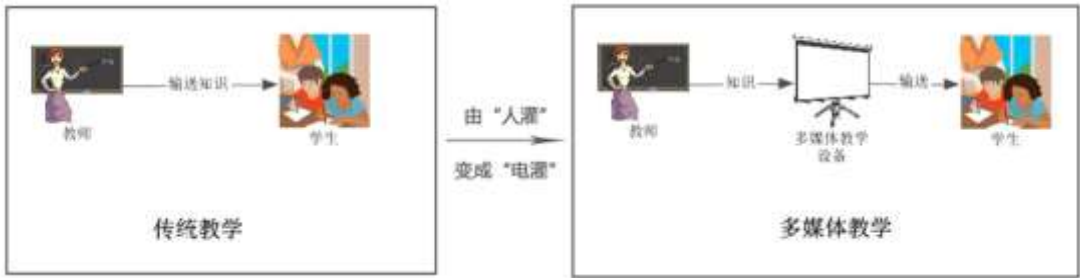 输送知识
教师
学生
传统教学
由“人灌”
变成“电灌”
知识
输送
教师
多媒体教学
设备
学生
多媒体教学